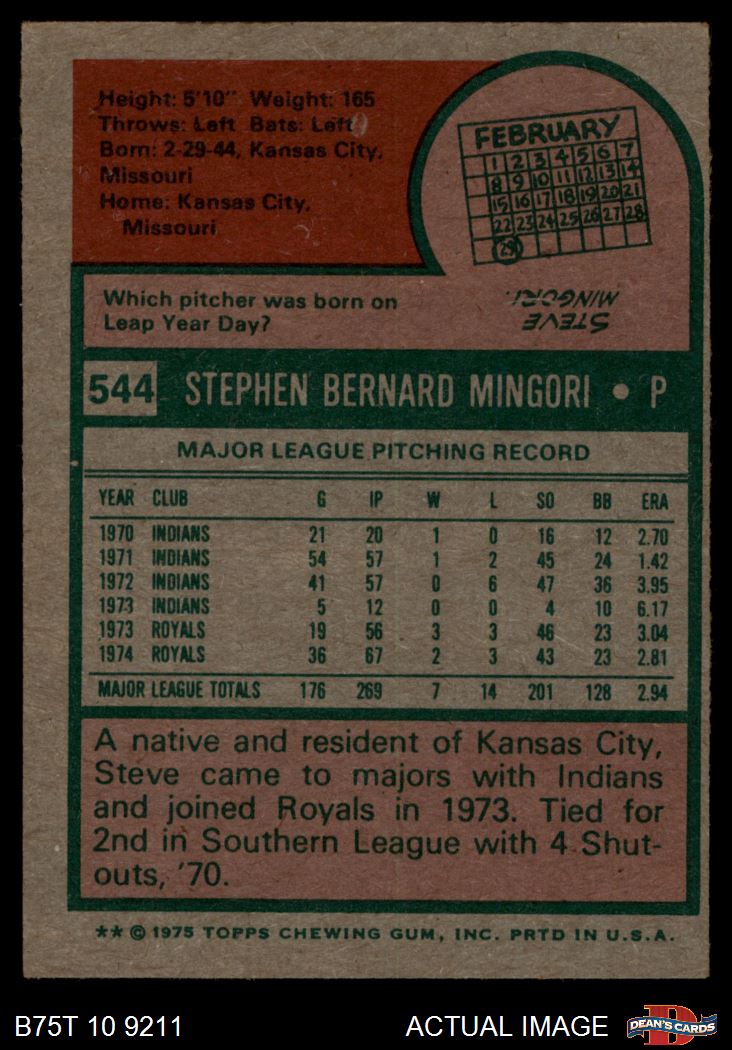 Height: 5'10" Weight: 165
Throws: Left Bats: Left
Born: 2-29-44, Kansas City,
Missouri
Home: Kansas City,
Missouri
FEBRUARY
1 2 3 4 5 6 7
8 9 10 11 12 13 14
15 16 17 18 19 20 21
22 23 24 25 26 27 28
29
Which pitcher was born on
Leap Year Day?
STEVE
MINGORI.
544 STEPHEN BERNARD MINGORI • P
MAJOR LEAGUE PITCHING RECORD
YEAR CLUB G IP W L SO BB ERA
1970 INDIANS 21 20 1 0 16 12 2.70
1971 INDIANS 54 57 1 2 45 24 1.42
1972 INDIANS 41 57 0 6 47 36 3.95
1973 INDIANS 5 12 0 0 4 10 6.17
1973 ROYALS 19 56 3 3 46 23 3.04
1974 ROYALS 36 67 2 3 43 23 2.81
MAJOR LEAGUE TOTALS 176 269 7 14 201 128 2.94
A native and resident of Kansas City,
Steve came to majors with Indians
and joined Royals in 1973. Tied for
2nd in Southern League with 4 Shut-
outs, '70.
** © 1975 TOPPS CHEWING GUM, INC. PRTD IN U.S.A.
B75T 10 9211 ACTUAL IMAGE D DEAN'S CARDS